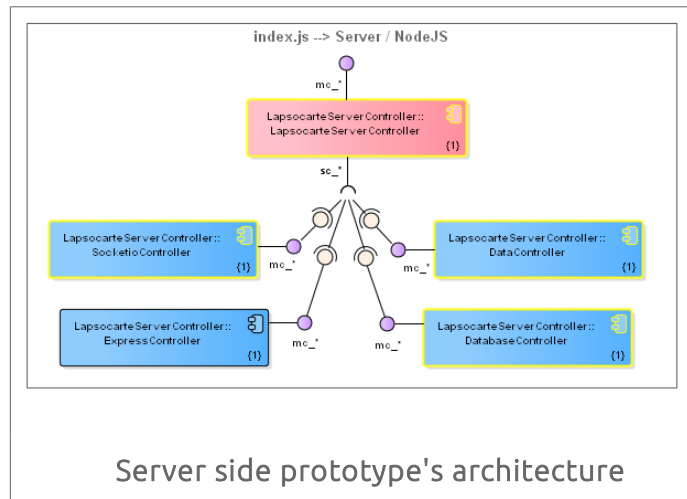 index.js --> Server / NodeJS
mc_*
LapsocarteServerController::
LapsocarteServerController
{1}
sc_*
LapsocarteServerController::
SocketioController
{1}
mc_*
LapsocarteServerController::
DataController
{1}
mc_*
LapsocarteServerController::
ExpressController
{1}
mc_*
LapsocarteServerController::
DatabaseController
{1}
mc_*
Server side prototype's architecture